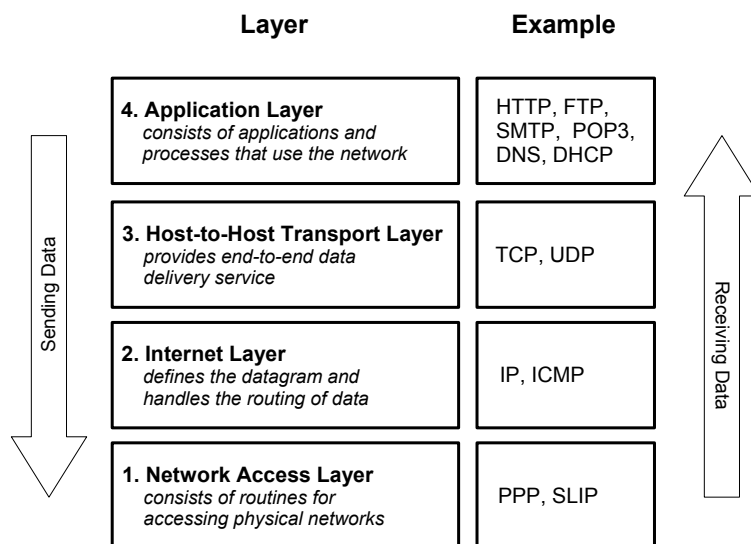 Layer
Example
4. Application Layer
consists of applications and
processes that use the network
HTTP, FTP,
SMTP, POP3,
DNS, DHCP
3. Host-to-Host Transport Layer
provides end-to-end data
delivery service
TCP, UDP
2. Internet Layer
defines the datagram and
handles the routing of data
IP, ICMP
1. Network Access Layer
consists of routines for
accessing physical networks
PPP, SLIP
Sending Data
Receiving Data